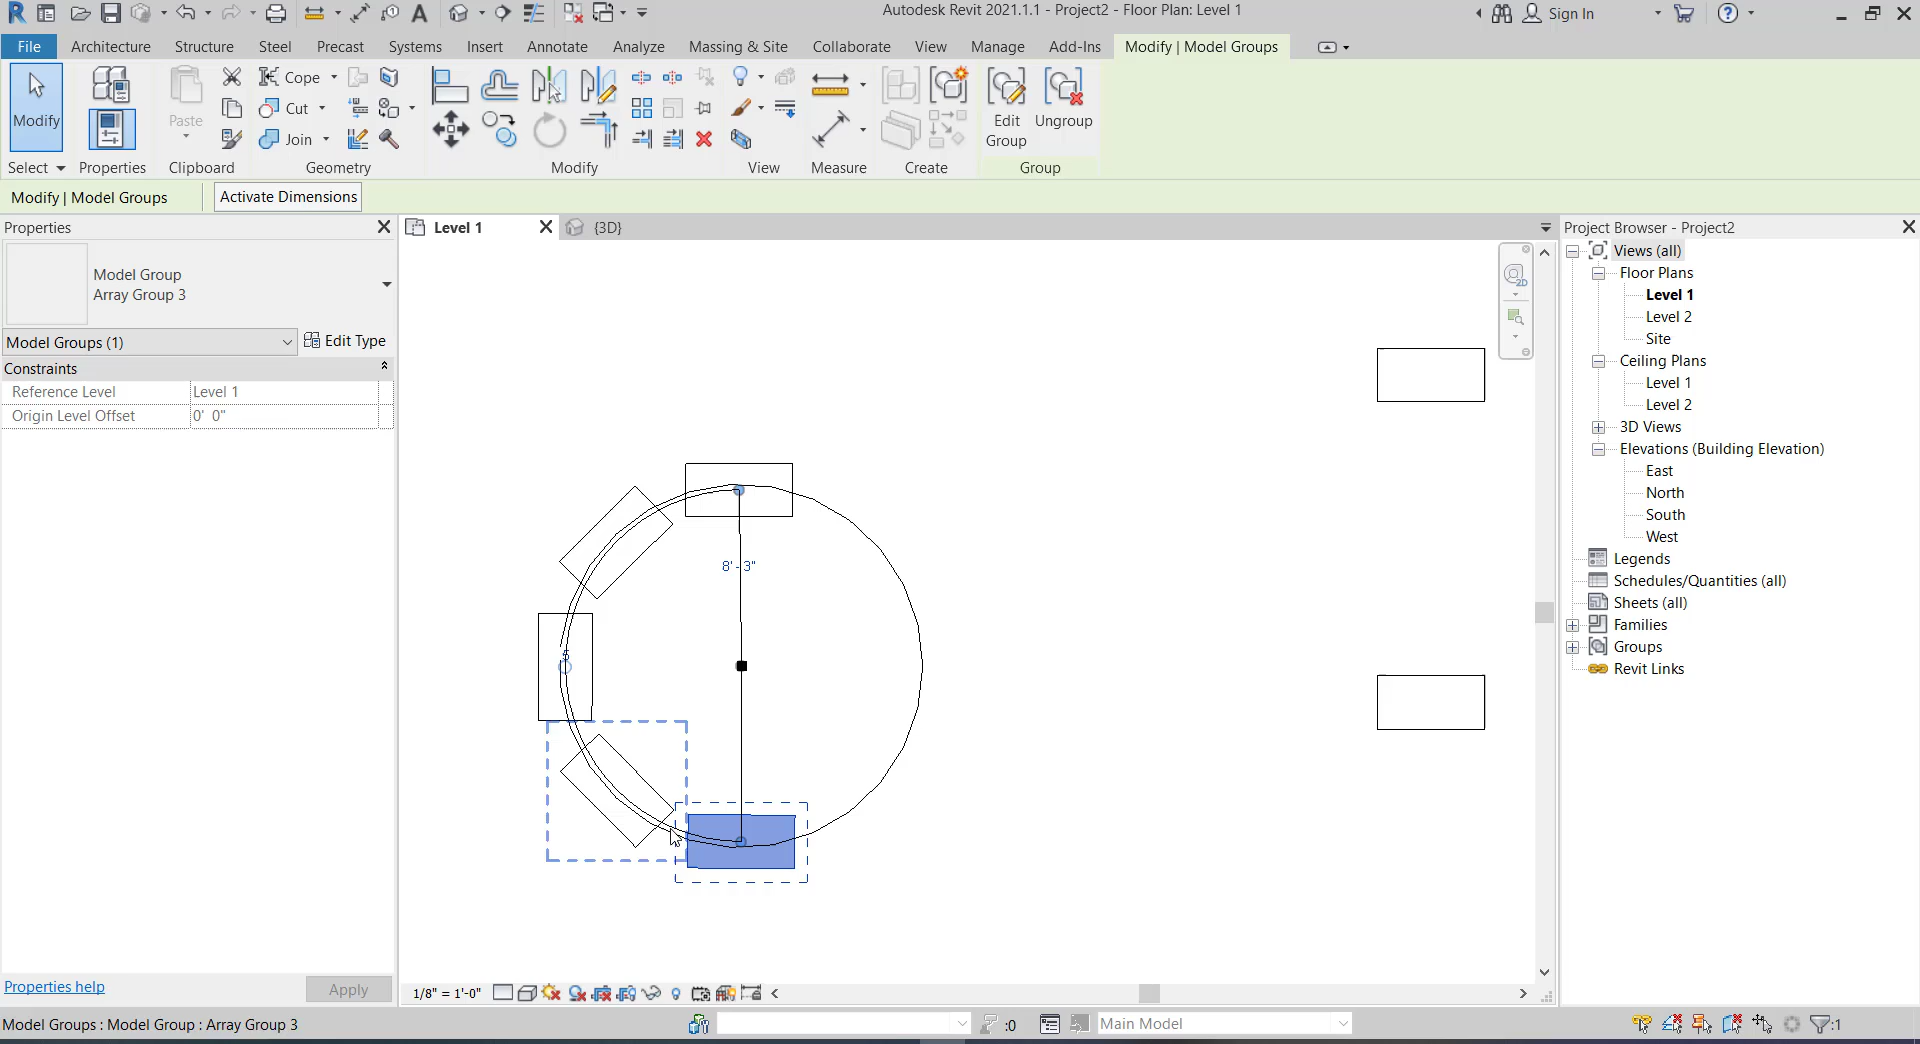 Autodesk Revit 2021.1.1 - Project2 - Floor Plan: Level 1
Sign In
File
Architecture
Structure
Steel
Precast
Systems
Insert
Annotate
Analyze
Massing & Site
Collaborate
View
Manage
Add-Ins
Modify | Model Groups
Modify
Paste
Cope
Cut
Join
Edit
Group
Ungroup
Select
Properties
Clipboard
Geometry
Modify
View
Measure
Create
Group
Modify | Model Groups
Activate Dimensions
Properties
Model Group
Array Group 3
Model Groups (1)
Edit Type
Constraints
Reference Level
Level 1
Origin Level Offset
0'  0"
Properties help
Apply
Level 1
{3D}
2D
8' - 3"
5
1/8" = 1'-0"
Project Browser - Project2
Views (all)
Floor Plans
Level 1
Level 2
Site
Ceiling Plans
Level 1
Level 2
3D Views
Elevations (Building Elevation)
East
North
South
West
Legends
Schedules/Quantities (all)
Sheets (all)
Families
Groups
Revit Links
Model Groups : Model Group : Array Group 3
:0
Main Model
:1